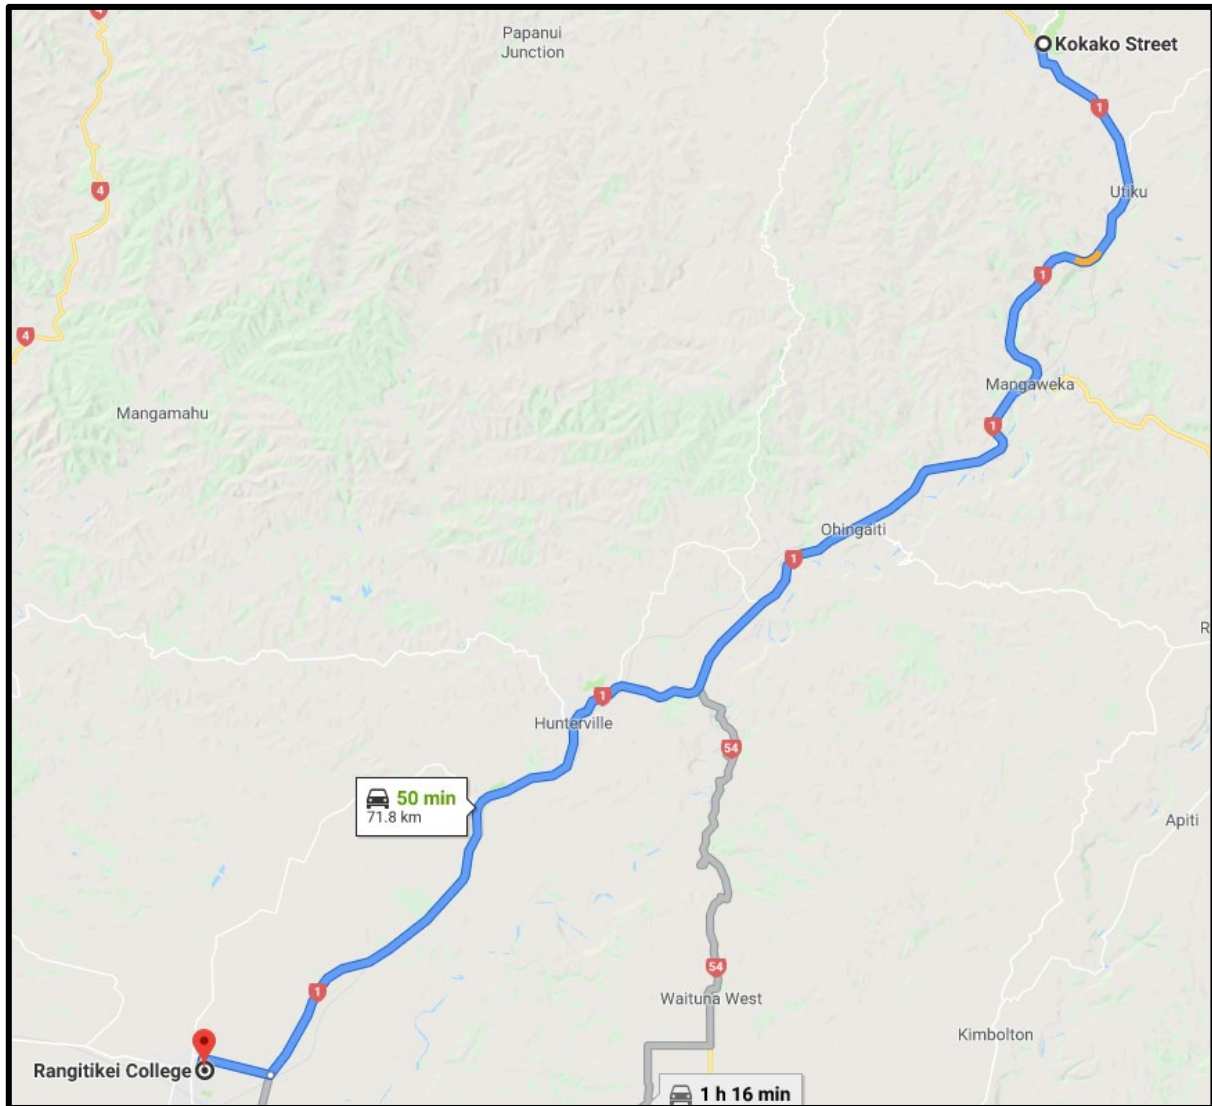 4
Papanui
Junction
Kokako Street
1
4
Utiku
1
4
Mangaweka
Mangamahu
1
Ohingaiti
1
R
1
Hunterville
54
50 min
71.8 km
Apiti
54
1
Waituna West
Kimbolton
Rangitikei College
1 h 16 min